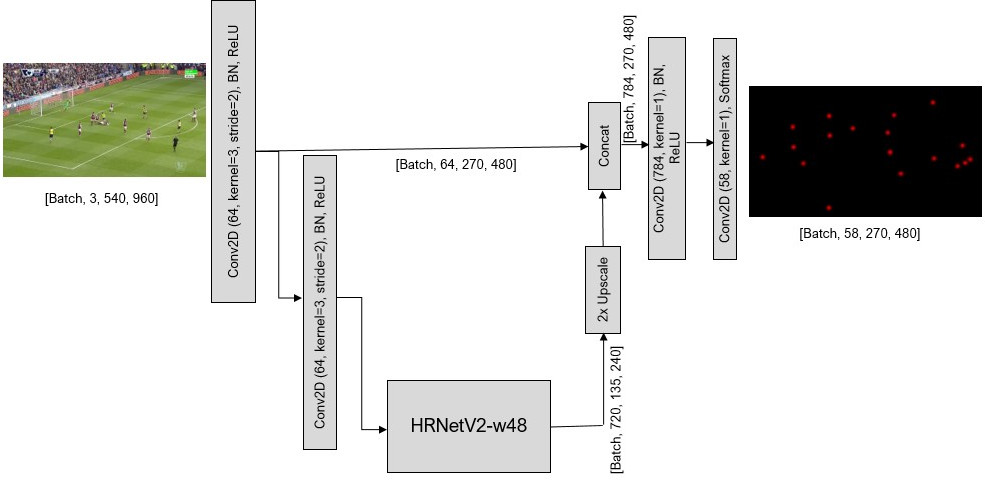 [Batch, 3, 540, 960]
Conv2D (64, kernel=3, stride=2), BN, ReLU
Conv2D (64, kernel=3, stride=2), BN, ReLU
HRNetV2-w48
[Batch, 64, 270, 480]
[Batch, 720, 135, 240]
2x Upscale
Concat
[Batch, 784, 270, 480]
Conv2D (784, kernel=1), BN,
ReLU
Conv2D (58, kernel=1), Softmax
[Batch, 58, 270, 480]